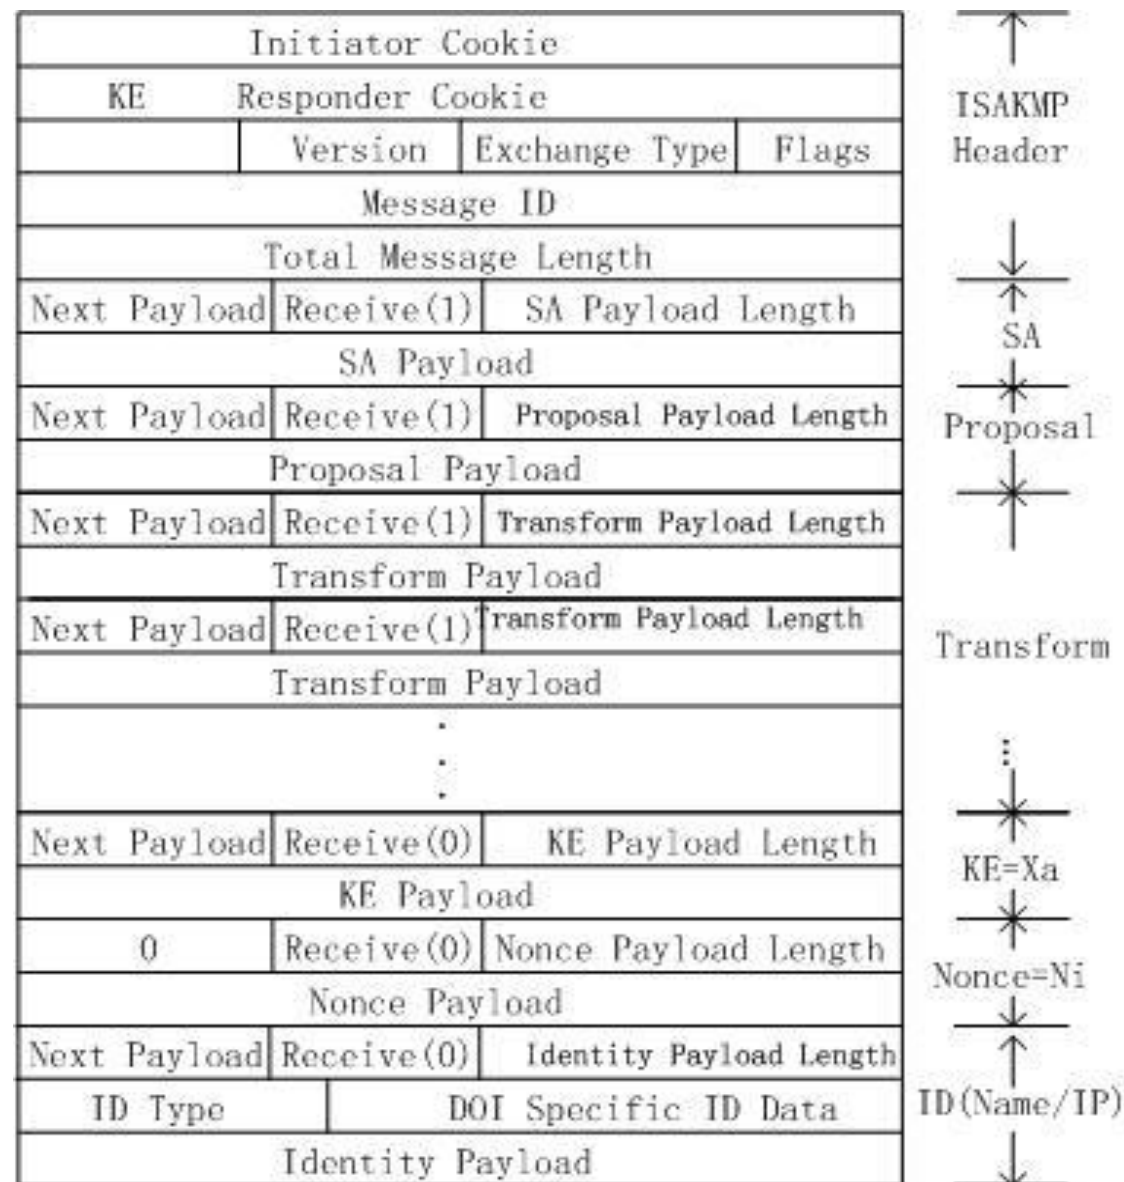 Initiator Cookie
KE Responder Cookie
Version Exchange Type Flags
ISAKMP
Header
Message ID
Total Message Length
Next Payload Receive(1) SA Payload Length
SA
SA Payload
Next Payload Receive(1) Proposal Payload Length
Proposal
Proposal Payload
Next Payload Receive(1) Transform Payload Length
Transform Payload
Next Payload Receive(1) Transform Payload Length
Transform
Transform Payload
Next Payload Receive(0) KE Payload Length
KE=Xa
KE Payload
0 Receive(0) Nonce Payload Length
Nonce=Ni
Nonce Payload
Next Payload Receive(0) Identity Payload Length
ID Type DOI Specific ID Data
ID(Name/IP)
Identity Payload